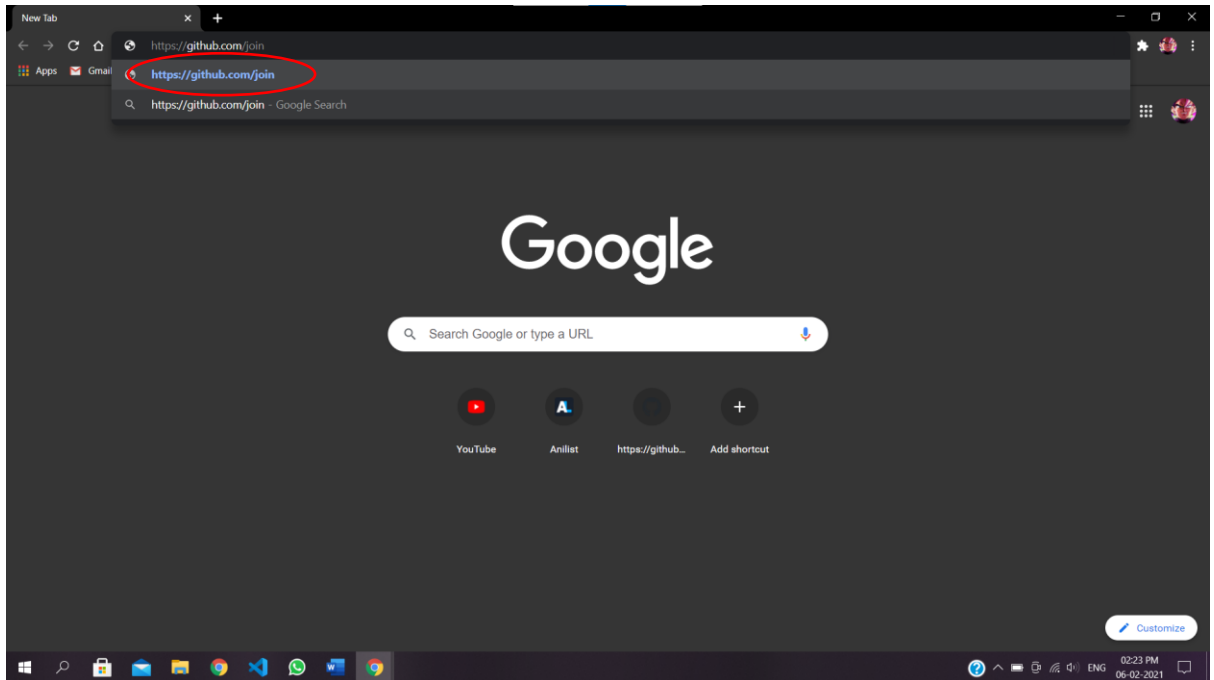 New Tab
https://github.com/join
Apps Gmail
https://github.com/join
https://github.com/join - Google Search
Google
Search Google or type a URL
YouTube Anilist https://github... Add shortcut
Customize
ENG 02:23 PM
06-02-2021